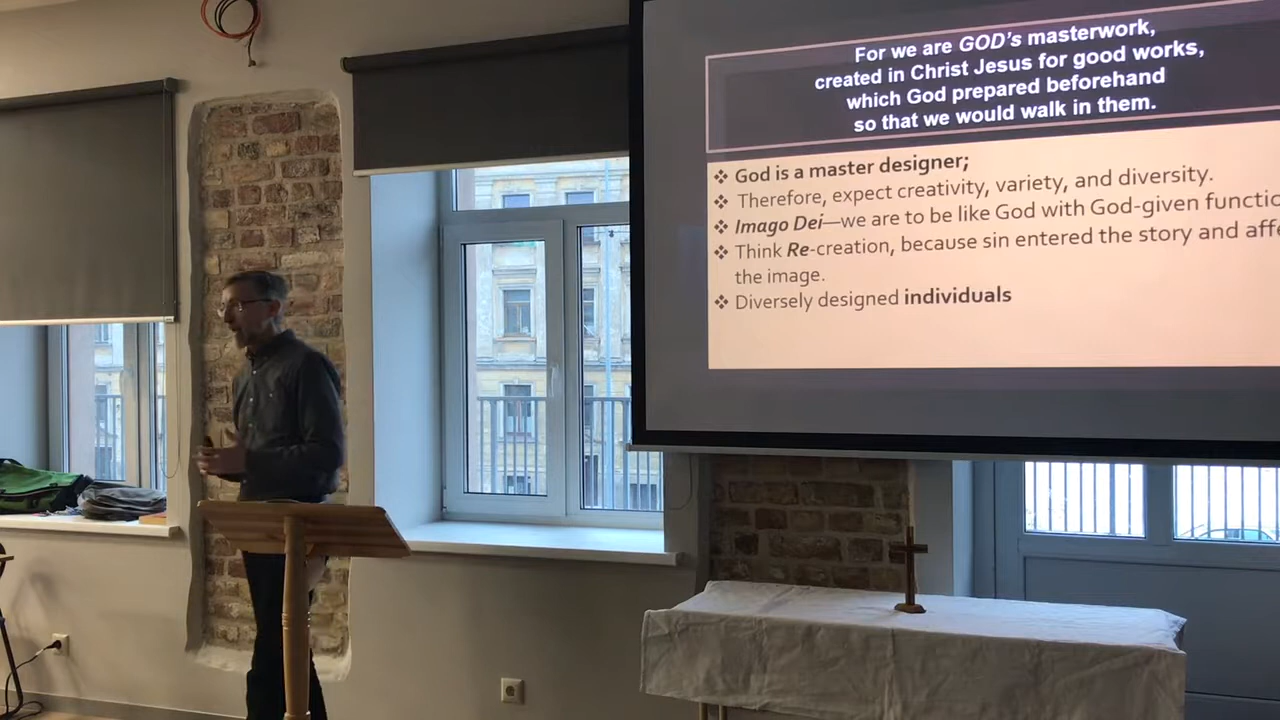 For we are GOD's masterwork,
created in Christ Jesus for good works,
which God prepared beforehand
so that we would walk in them.
❖ God is a master designer;
❖ Therefore, expect creativity, variety, and diversity.
❖ Imago Dei—we are to be like God with God-given
❖ Think Re-creation, because sin entered the story and
the image.
❖ Diversely designed individuals